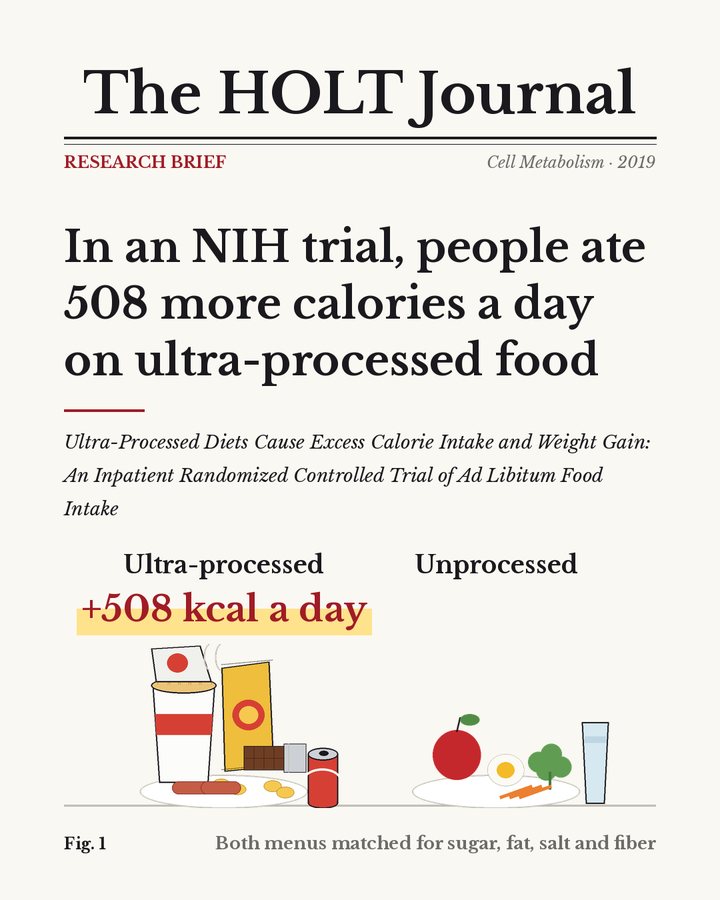 The HOLT Journal
RESEARCH BRIEF
Cell Metabolism · 2019
In an NIH trial, people ate
508 more calories a day
on ultra-processed food
Ultra-Processed Diets Cause Excess Calorie Intake and Weight Gain:
An Inpatient Randomized Controlled Trial of Ad Libitum Food
Intake
Ultra-processed
Unprocessed
+508 kcal a day
Fig. 1
Both menus matched for sugar, fat, salt and fiber